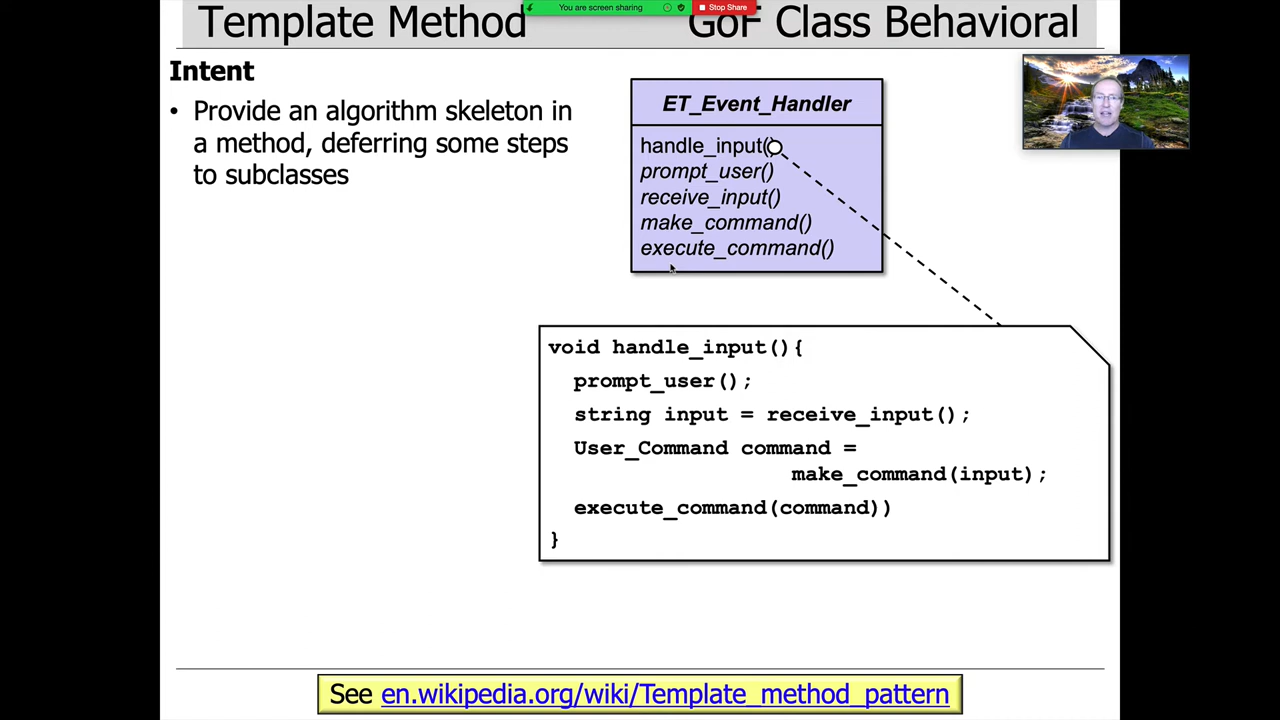 Template Method GoF Class Behavioral
You are screen sharing
Stop Share
Intent
• Provide an algorithm skeleton in
a method, deferring some steps
to subclasses
ET_Event_Handler
handle_input()
prompt_user()
receive_input()
make_command()
execute_command()
void handle_input(){
prompt_user();
string input = receive_input();
User_Command command =
make_command(input);
execute_command(command))
}
See en.wikipedia.org/wiki/Template_method_pattern